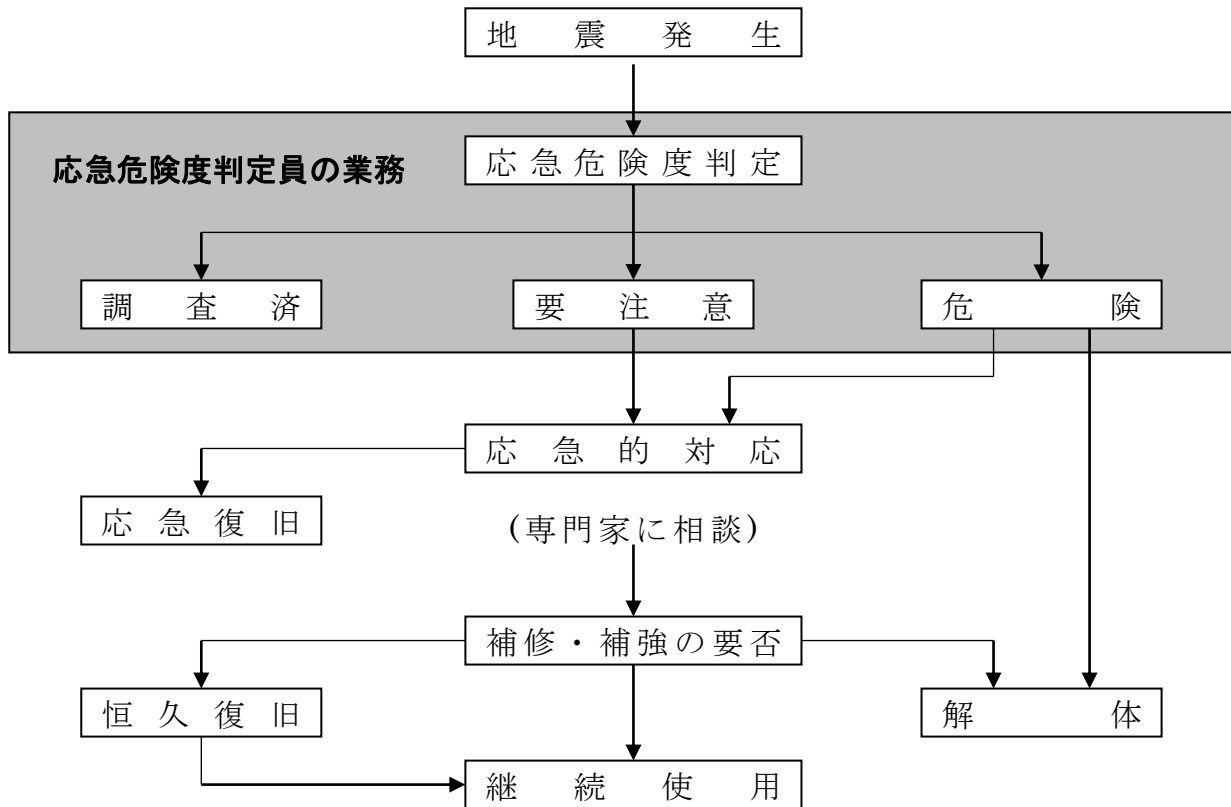 地震発生
応急危険度判定員の業務
応急危険度判定
調査済
要注意
危険
応急的対応
応急復旧
(専門家に相談)
補修・補強の要否
恒久復旧
解体
継続使用